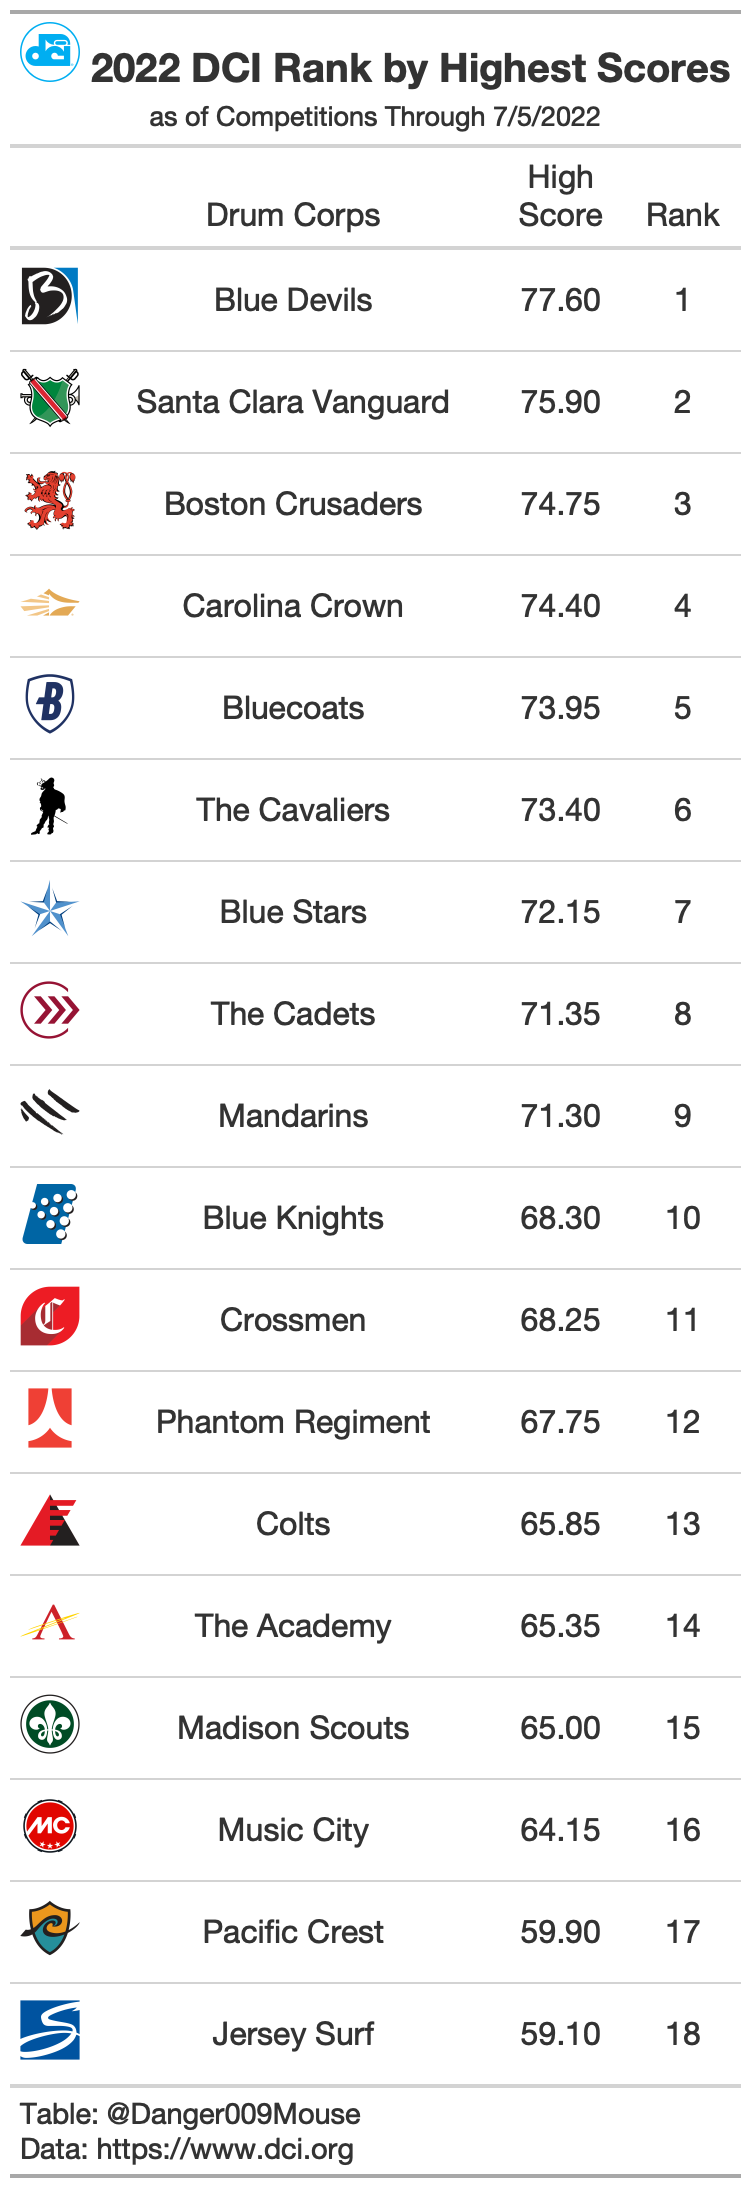 dci
2022 DCI Rank by Highest Scores
as of Competitions Through 7/5/2022
Drum Corps High Score Rank
B Blue Devils 77.60 1
Santa Clara Vanguard 75.90 2
Boston Crusaders 74.75 3
Carolina Crown 74.40 4
B Bluecoats 73.95 5
The Cavaliers 73.40 6
Blue Stars 72.15 7
The Cadets 71.35 8
Mandarins 71.30 9
Blue Knights 68.30 10
C Crossmen 68.25 11
Phantom Regiment 67.75 12
Colts 65.85 13
A The Academy 65.35 14
Madison Scouts 65.00 15
MC Music City 64.15 16
Pacific Crest 59.90 17
S Jersey Surf 59.10 18
Table: @Danger009Mouse
Data: https://www.dci.org